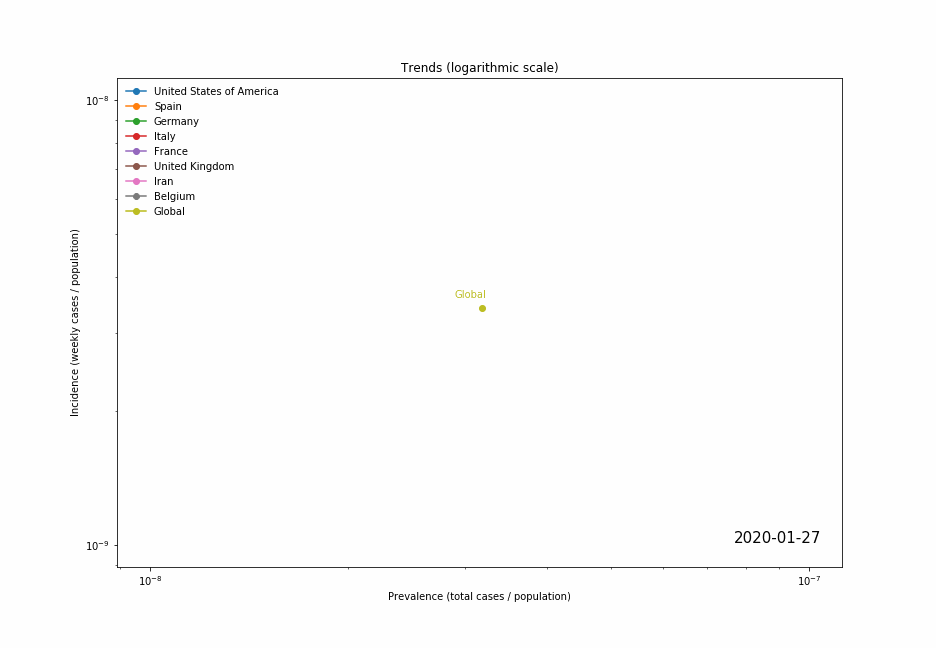 Trends (logarithmic scale)
United States of America
Spain
Germany
Italy
France
United Kingdom
Iran
Belgium
Global
10⁻⁸
Incidence (weekly cases / population)
Global
10⁻⁹
2020-01-27
10⁻⁸
10⁻⁷
Prevalence (total cases / population)